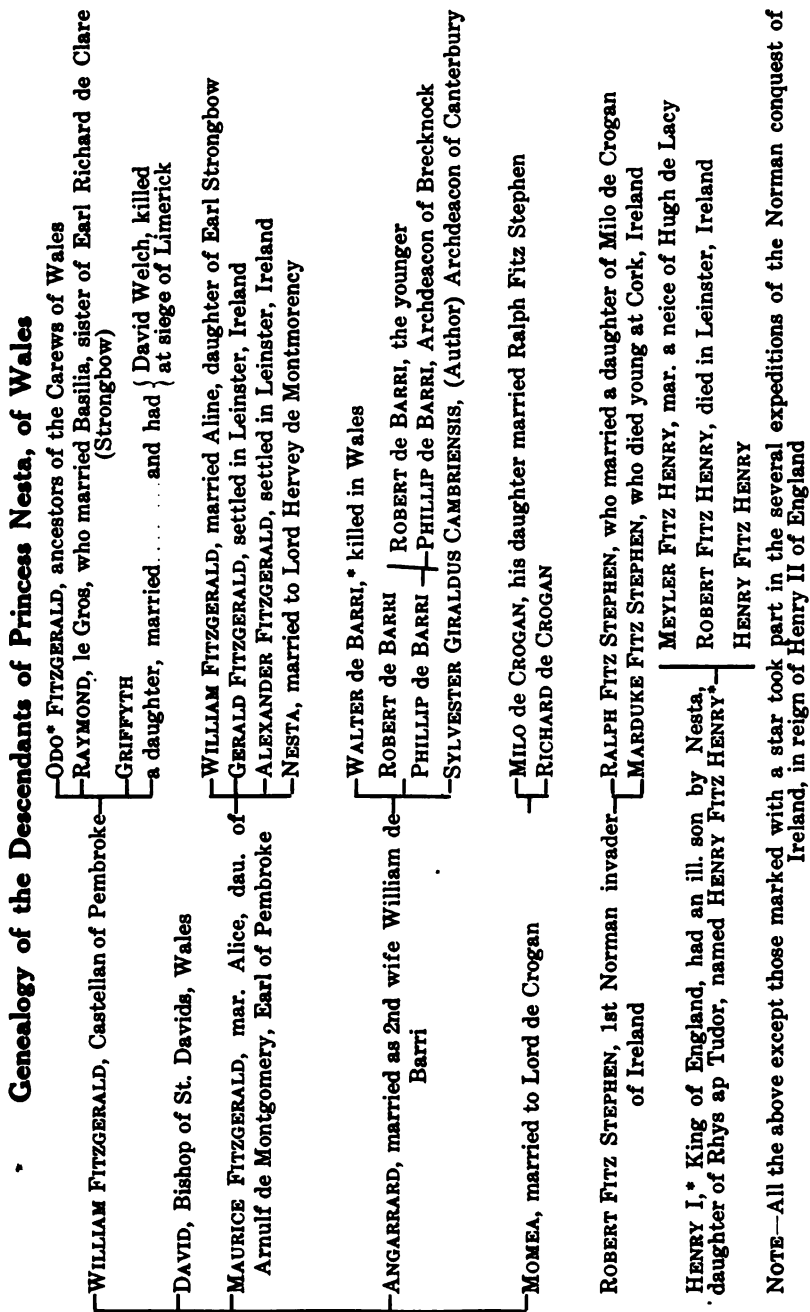 Genealogy of the Descendants of Princess Nesta, of Wales
WILLIAM FITZGERALD, Castellan of Pembroke
ODO* FITZGERALD, ancestors of the Carews of Wales
RAYMOND, le Gros, who married Basilia, sister of Earl Richard de Clare
(Strongbow)
GRIFFYTH
a daughter, married..... ... and had { David Welch, killed
at siege of Limerick
DAVID, Bishop of St. Davids, Wales
MAURICE FITZGERALD, mar. Alice, dau. of
Arnulf de Montgomery, Earl of Pembroke
WILLIAM FITZGERALD, married Aline, daughter of Earl Strongbow
GERALD FITZGERALD, settled in Leinster, Ireland
ALEXANDER FITZGERALD, settled in Leinster, Ireland
NESTA, married to Lord Hervey de Montmorency
ANGARRARD, married as 2nd wife William de
Barri
WALTER de BARRI,* killed in Wales
ROBERT de BARRI
PHILLIP de BARRI
ROBERT de BARRI, the younger
PHILLIP de BARRI, Archdeacon of Brecknock
SYLVESTER GIRALDUS CAMBRIENSIS, (Author) Archdeacon of Canterbury
MOMEA, married to Lord de Crogan
MILO de CROGAN, his daughter married Ralph Fitz Stephen
RICHARD de CROGAN
ROBERT FITZ STEPHEN, 1st Norman invader
of Ireland
RALPH FITZ STEPHEN, who married a daughter of Milo de Crogan
MARDUKE FITZ STEPHEN, who died young at Cork, Ireland
HENRY I,* King of England, had an ill. son by Nesta,
daughter of Rhys ap Tudor, named HENRY FITZ HENRY*
MEYLER FITZ HENRY, mar. a neice of Hugh de Lacy
ROBERT FITZ HENRY, died in Leinster, Ireland
HENRY FITZ HENRY
NOTE—All the above except those marked with a star took part in the several expeditions of the Norman conquest of
Ireland, in reign of Henry II of England